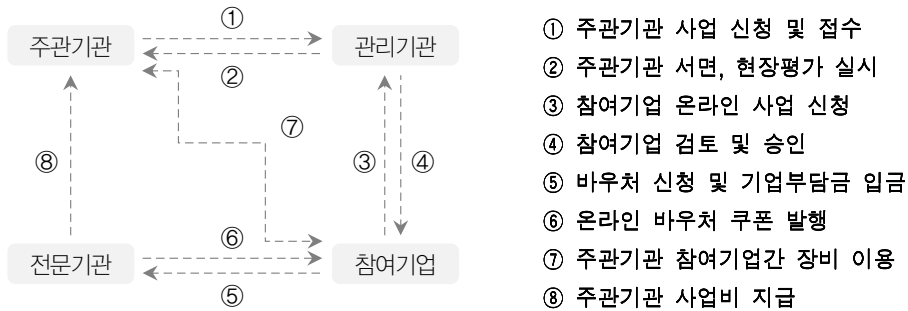 ①
주관기관
관리기관
②
⑦
⑧
③
④
⑥
전문기관
참여기업
⑤
① 주관기관 사업 신청 및 접수
② 주관기관 서면, 현장평가 실시
③ 참여기업 온라인 사업 신청
④ 참여기업 검토 및 승인
⑤ 바우처 신청 및 기업부담금 입금
⑥ 온라인 바우처 쿠폰 발행
⑦ 주관기관 참여기업간 장비 이용
⑧ 주관기관 사업비 지급